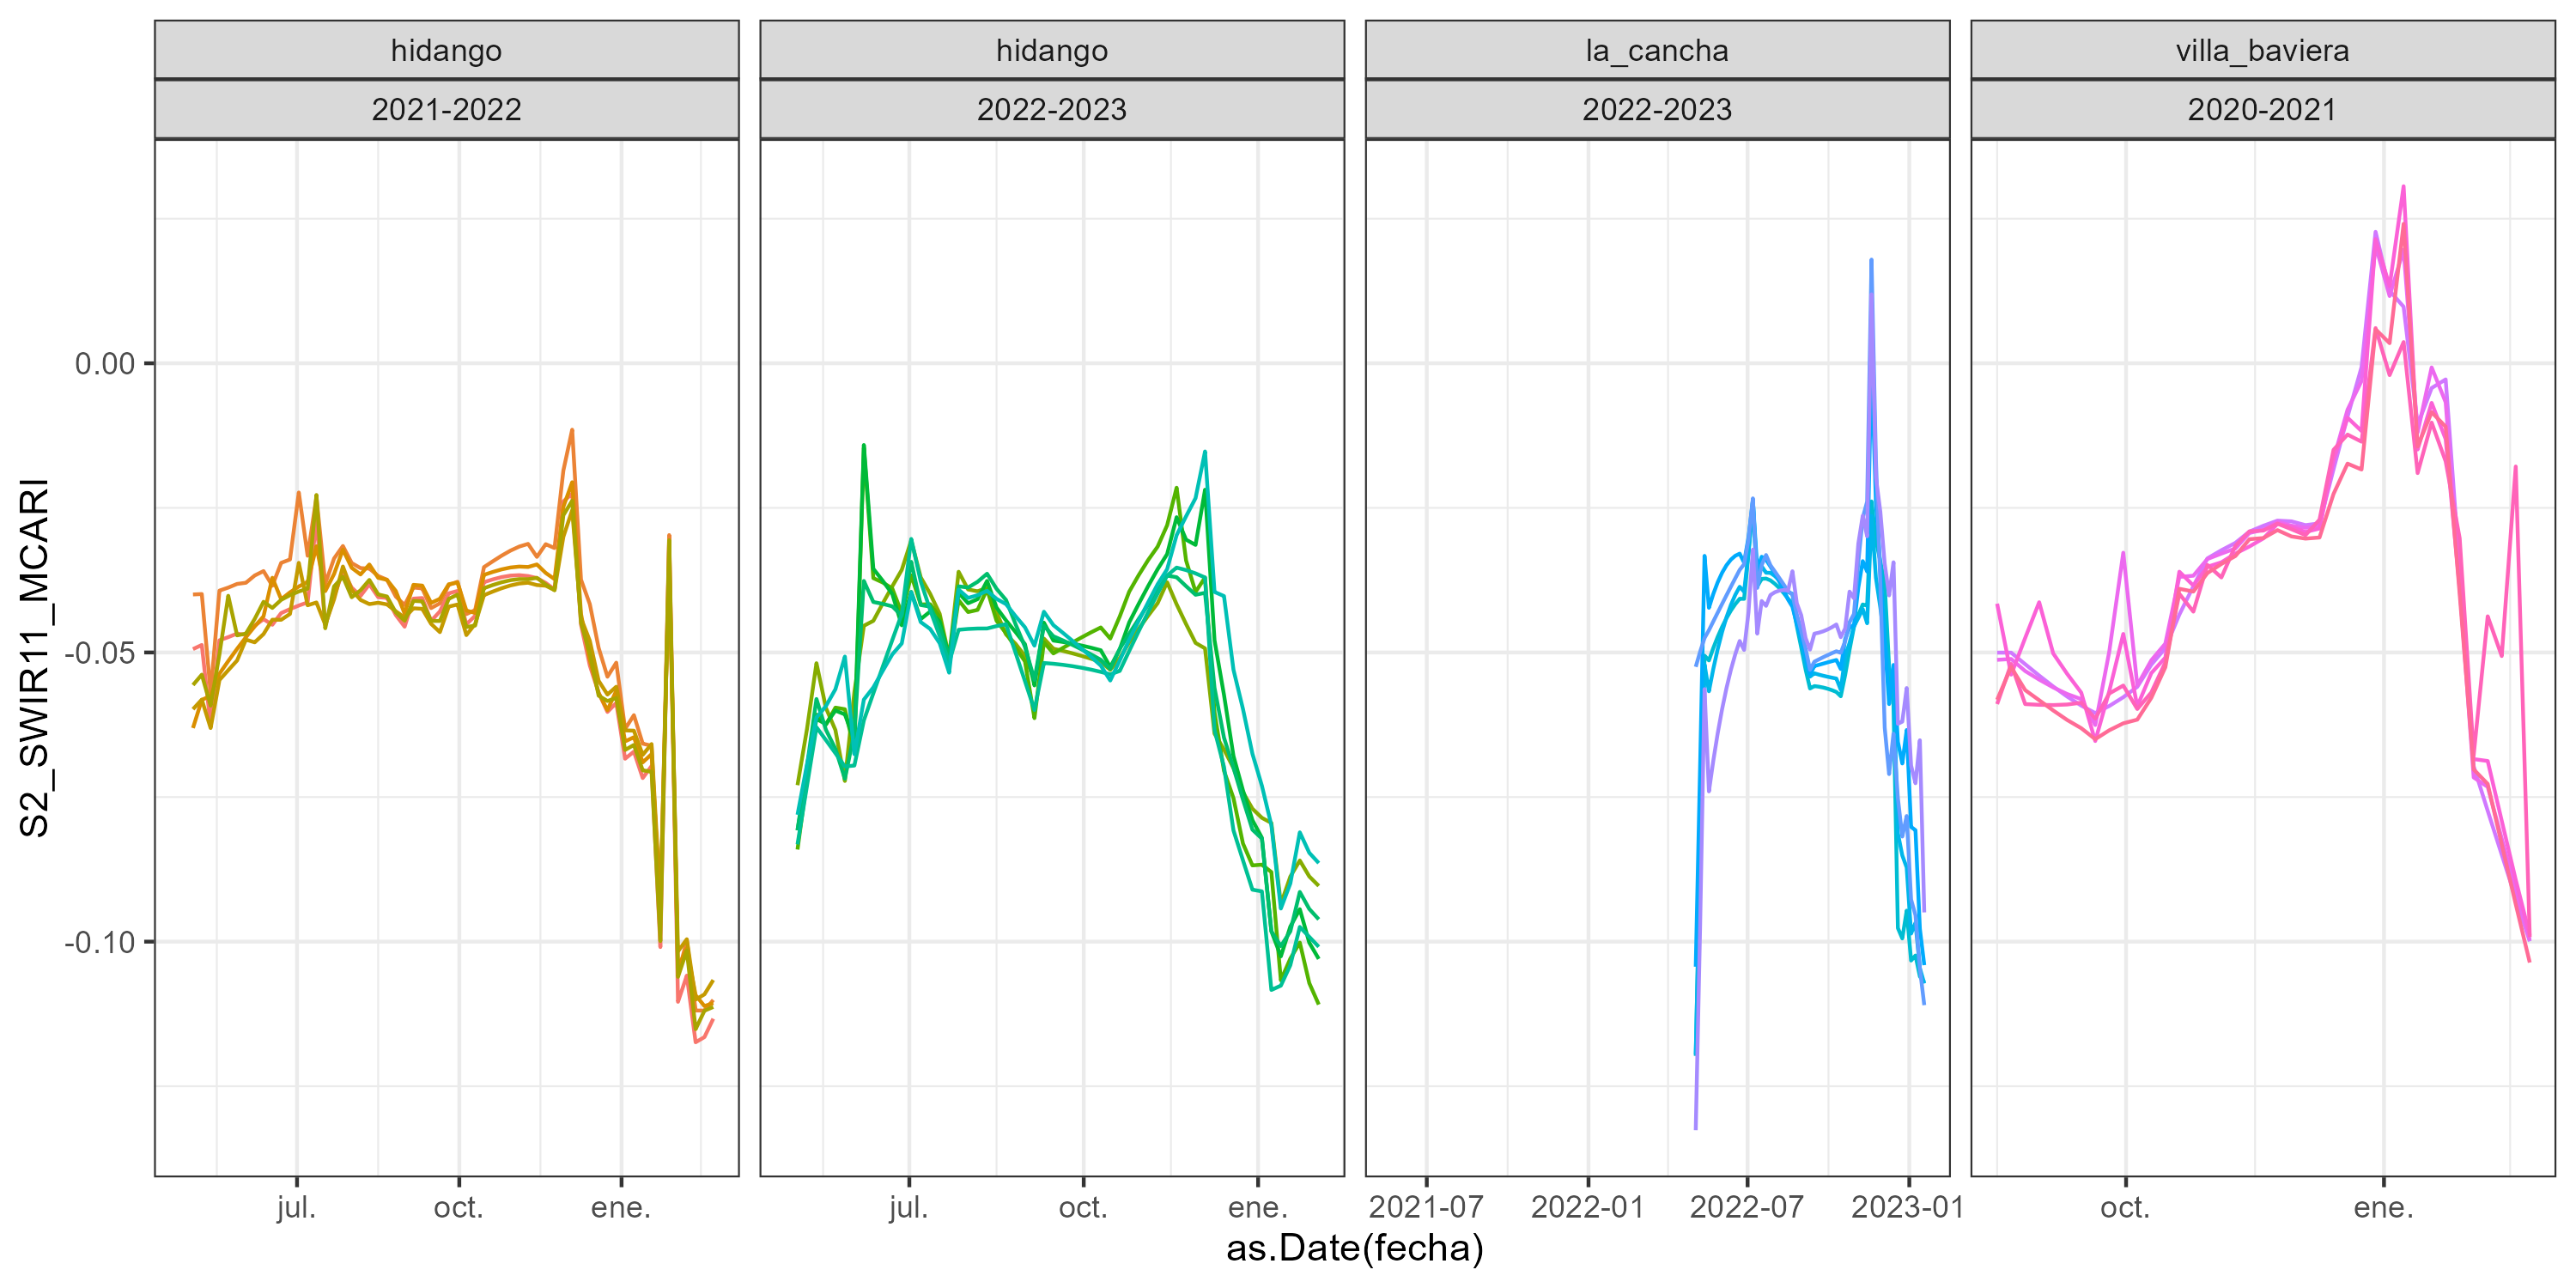 hidango
hidango
la_cancha
villa_baviera
2021-2022
2022-2023
2022-2023
2020-2021
S2_SWIR11_MCARI
0.00
-0.05
-0.10
jul.
oct.
ene.
jul.
oct.
ene.
2021-07
2022-01
2022-07
2023-01
oct.
ene.
as.Date(fecha)